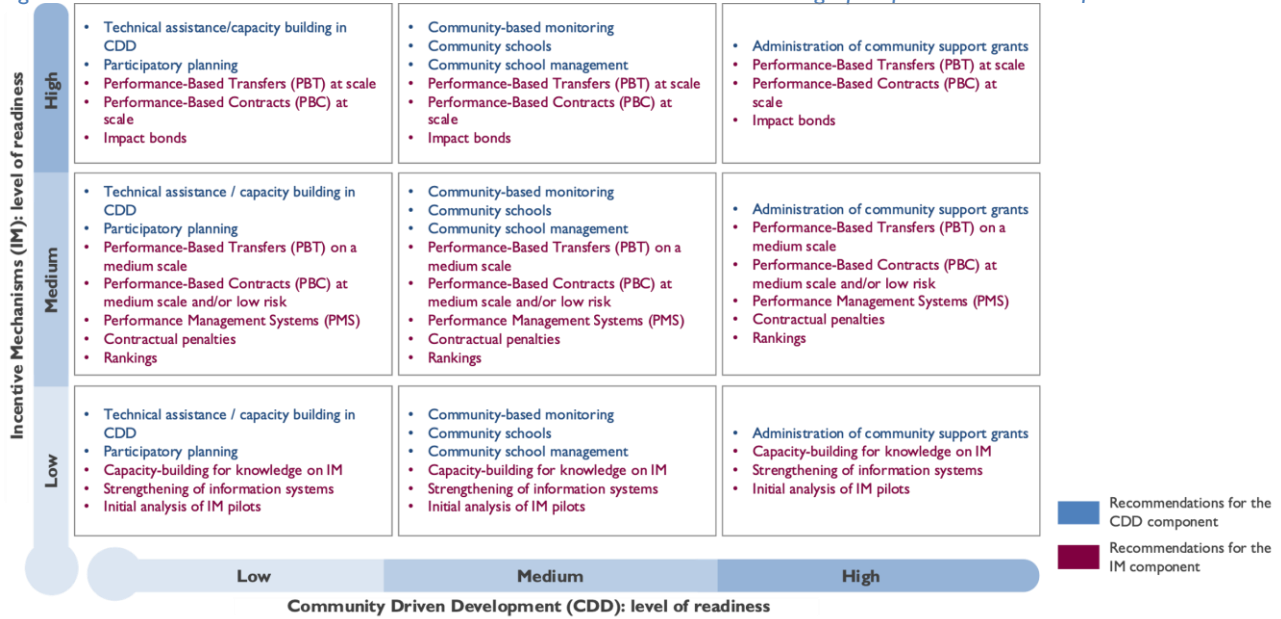 Incentive Mechanisms (IM): level of readiness
High
• Technical assistance/capacity building in
CDD
• Participatory planning
• Performance-Based Transfers (PBT) at scale
• Performance-Based Contracts (PBC) at
scale
• Impact bonds
• Community-based monitoring
• Community schools
• Community school management
• Performance-Based Transfers (PBT) at scale
• Performance-Based Contracts (PBC) at
scale
• Impact bonds
• Administration of community support grants
• Performance-Based Transfers (PBT) at scale
• Performance-Based Contracts (PBC) at
scale
• Impact bonds
Medium
• Technical assistance / capacity building in
CDD
• Participatory planning
• Performance-Based Transfers (PBT) on a
medium scale
• Performance-Based Contracts (PBC) at
medium scale and/or low risk
• Performance Management Systems (PMS)
• Contractual penalties
• Rankings
• Community-based monitoring
• Community schools
• Community school management
• Performance-Based Transfers (PBT) on a
medium scale
• Performance-Based Contracts (PBC) at
medium scale and/or low risk
• Performance Management Systems (PMS)
• Contractual penalties
• Rankings
• Administration of community support grants
• Performance-Based Transfers (PBT) on a
medium scale
• Performance-Based Contracts (PBC) at
medium scale and/or low risk
• Performance Management Systems (PMS)
• Contractual penalties
• Rankings
Low
• Technical assistance / capacity building in
CDD
• Participatory planning
• Capacity-building for knowledge on IM
• Strengthening of information systems
• Initial analysis of IM pilots
• Community-based monitoring
• Community schools
• Community school management
• Capacity-building for knowledge on IM
• Strengthening of information systems
• Initial analysis of IM pilots
• Administration of community support grants
• Capacity-building for knowledge on IM
• Strengthening of information systems
• Initial analysis of IM pilots
Recommendations for the
CDD component
Recommendations for the
IM component
Low
Medium
High
Community Driven Development (CDD): level of readiness